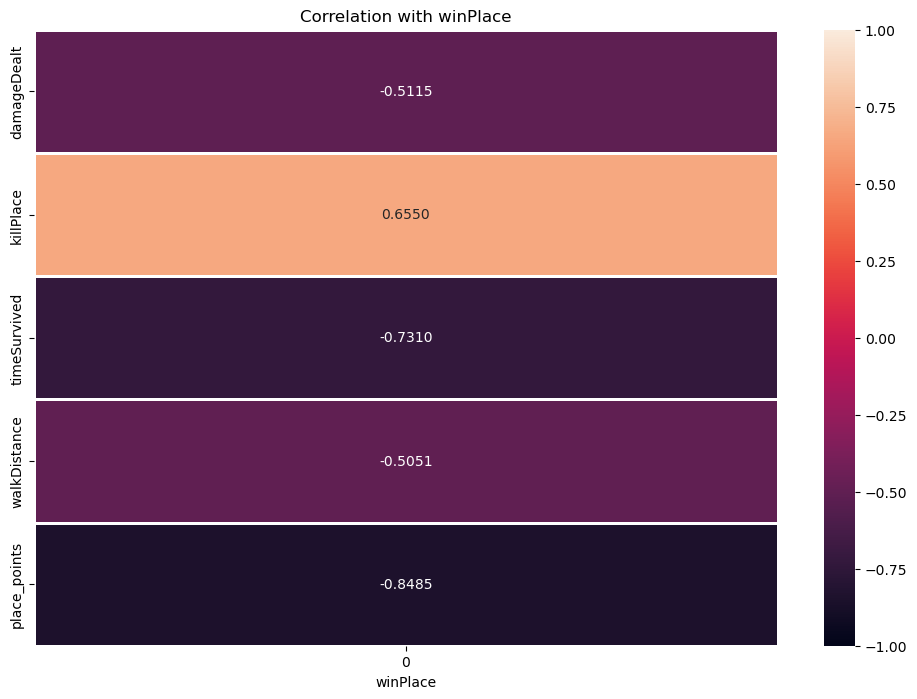 Correlation with winPlace
damageDealt
-0.5115
killPlace
0.6550
timeSurvived
-0.7310
walkDistance
-0.5051
place_points
-0.8485
0
winPlace
1.00
0.75
0.50
0.25
0.00
−0.25
−0.50
−0.75
−1.00